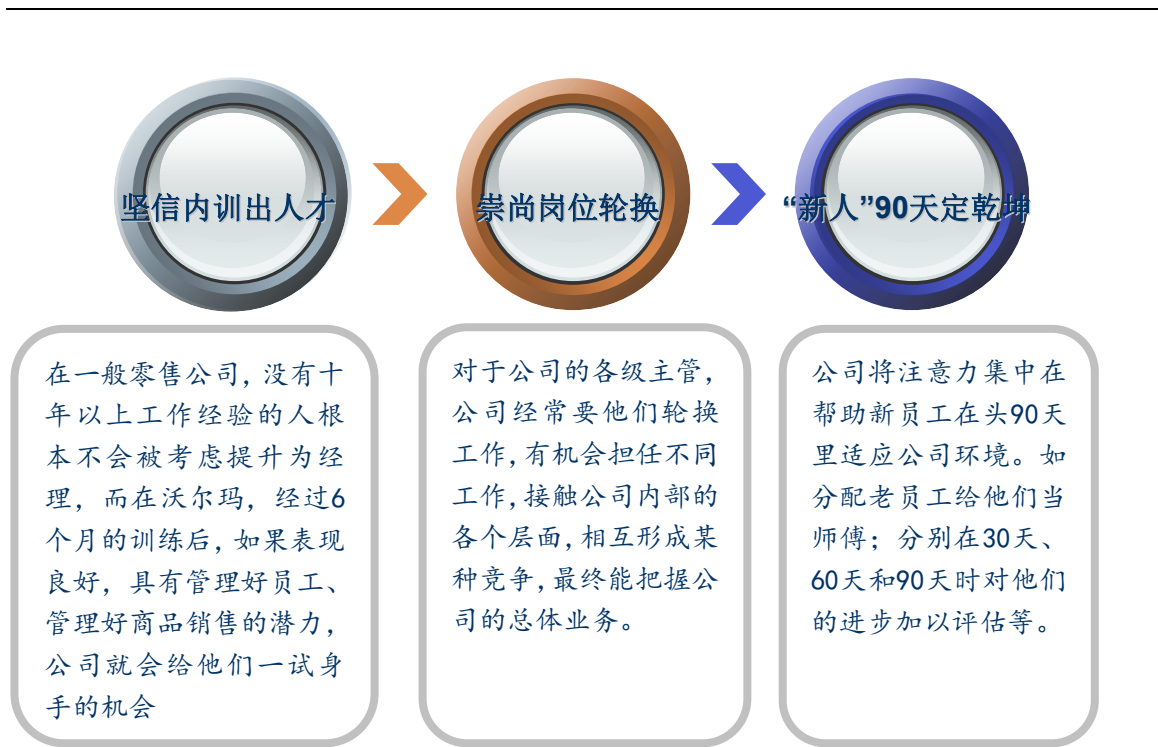 坚信内训出人才
崇尚岗位轮换
“新人”90天定乾坤
在一般零售公司,没有十
年以上工作经验的人根
本不会被考虑提升为经
理，而在沃尔玛，经过6
个月的训练后,如果表现
良好，具有管理好员工、
管理好商品销售的潜力,
公司就会给他们一试身
手的机会
对于公司的各级主管,
公司经常要他们轮换
工作,有机会担任不同
工作,接触公司内部的
各个层面,相互形成某
种竞争,最终能把握公
司的总体业务。
公司将注意力集中在
帮助新员工在头90天
里适应公司环境。如
分配老员工给他们当
师傅；分别在30天、
60天和90天时对他们
的进步加以评估等。